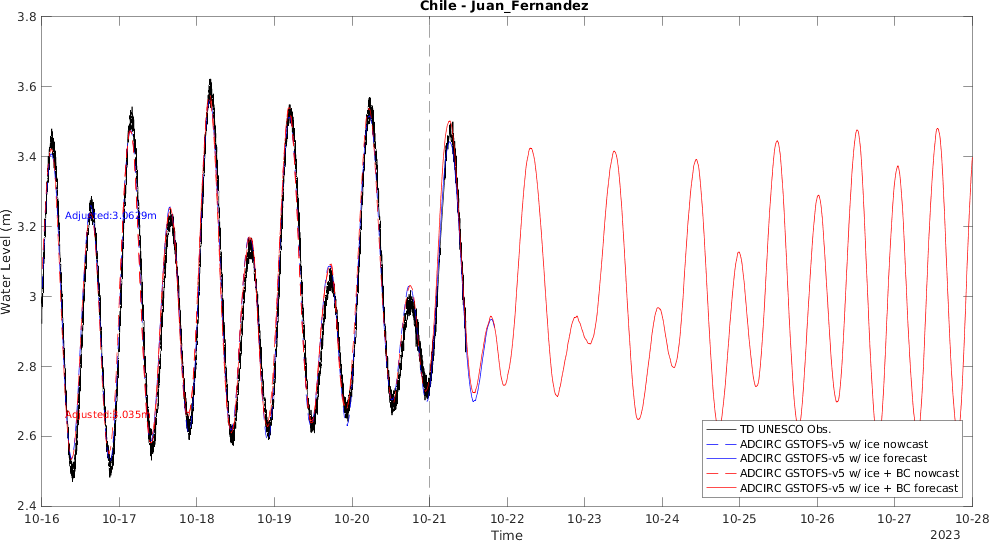 Chile - Juan_Fernandez
3.8
3.6
3.4
3.2
3
2.8
2.6
2.4
Water Level (m)
Adjusted:3.0629m
Adjusted:3.035m
TD UNESCO Obs.
ADCIRC GSTOFS-v5 w/ ice nowcast
ADCIRC GSTOFS-v5 w/ ice forecast
ADCIRC GSTOFS-v5 w/ ice + BC nowcast
ADCIRC GSTOFS-v5 w/ ice + BC forecast
10-16 10-17 10-18 10-19 10-20 10-21 10-22 10-23 10-24 10-25 10-26 10-27 10-28
Time
2023